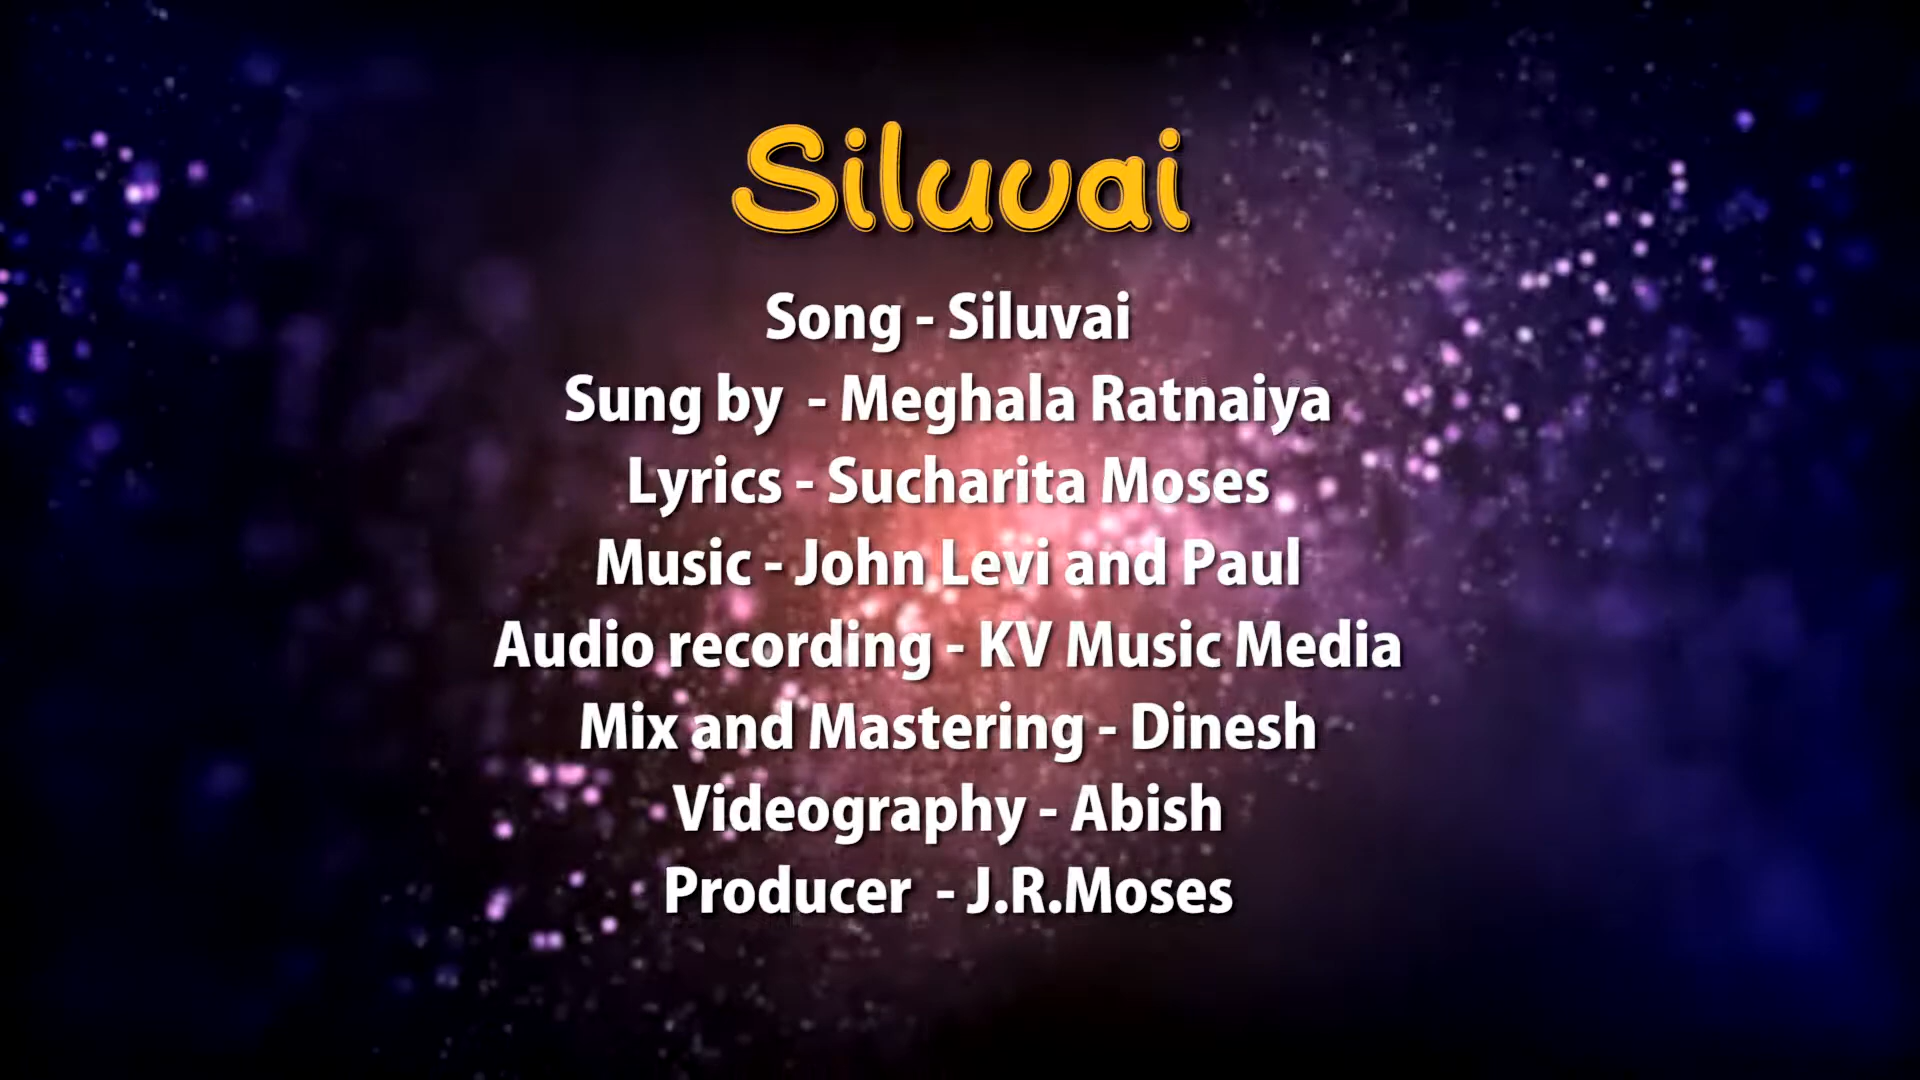 Siluvai
Song - Siluvai
Sung by  - Meghala Ratnaiya
Lyrics - Sucharita Moses
Music - John Levi and Paul
Audio recording - KV Music Media
Mix and Mastering - Dinesh
Videography - Abish
Producer  - J.R.Moses